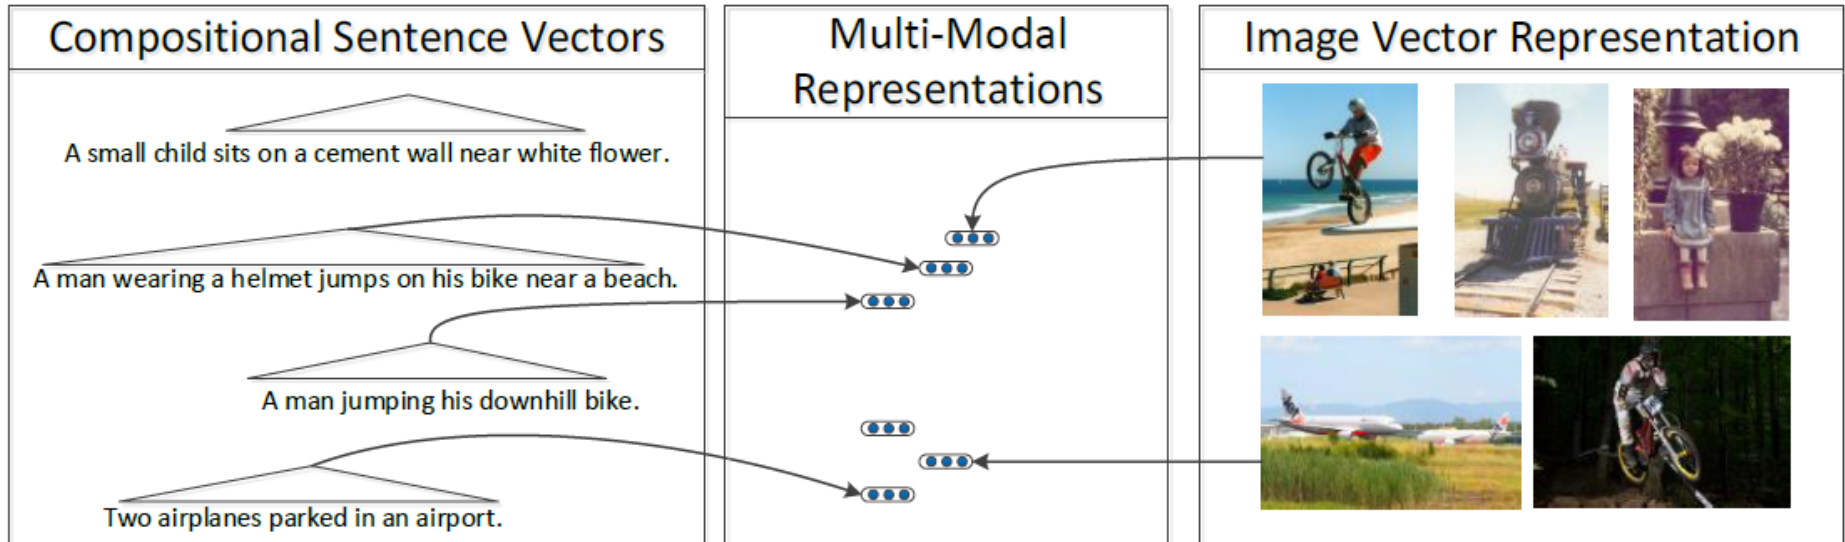 Compositional Sentence Vectors
A small child sits on a cement wall near white flower.
A man wearing a helmet jumps on his bike near a beach.
A man jumping his downhill bike.
Two airplanes parked in an airport.
Multi-Modal
Representations
Image Vector Representation